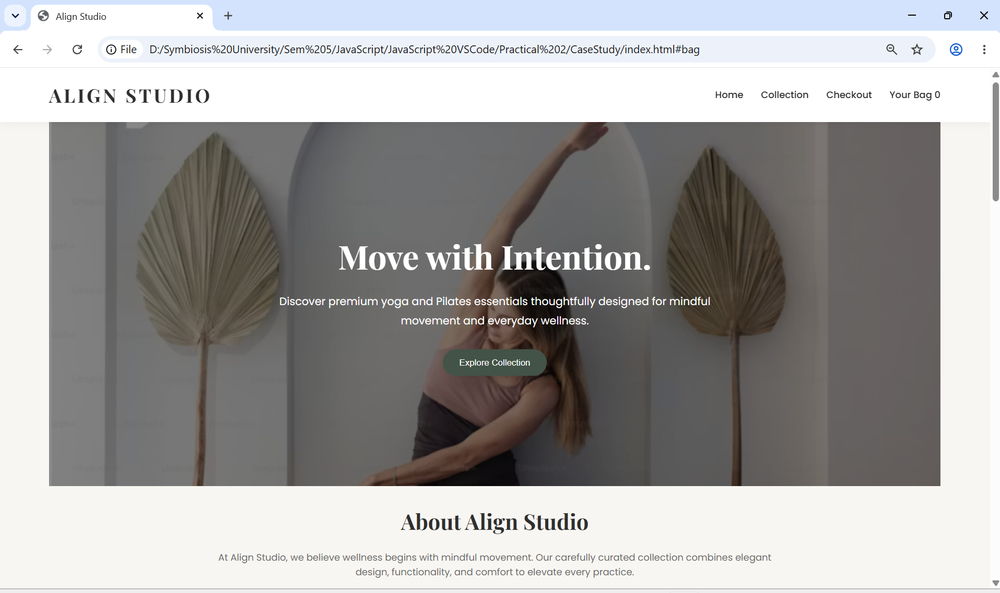 Align Studio
File D:/Symbiosis%20University/Sem%205/JavaScript/JavaScript%20VSCode/Practical%202/CaseStudy/index.html#bag
ALIGN STUDIO
Home Collection Checkout Your Bag 0
Move with Intention.
Discover premium yoga and Pilates essentials thoughtfully designed for mindful
movement and everyday wellness.
Explore Collection
About Align Studio
At Align Studio, we believe wellness begins with mindful movement. Our carefully curated collection combines elegant
design, functionality, and comfort to elevate every practice.